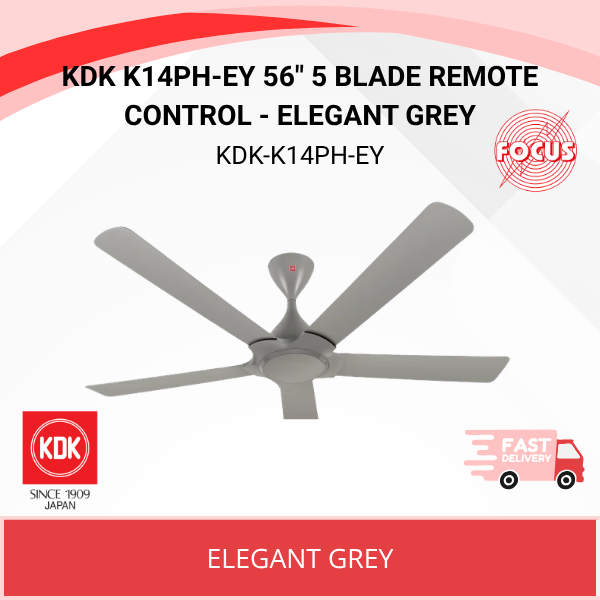 KDK K14PH-EY 56" 5 BLADE REMOTE
CONTROL - ELEGANT GREY
KDK-K14PH-EY
FOCUS
KDK
FAST
DELIVERY
KDK
SINCE 1909
JAPAN
ELEGANT GREY